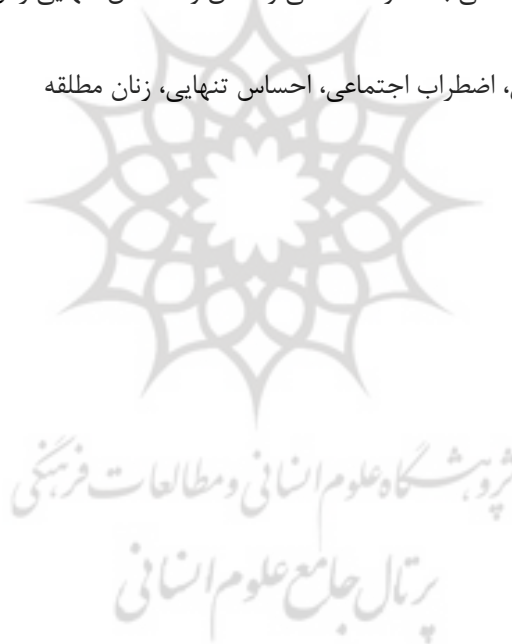 ، اضطراب اجتماعی، احساس تنهایی، زنان مطلقه
پژوهشگاه علوم انسانی و مطالعات فرهنگی
پرتال جامع علوم انسانی